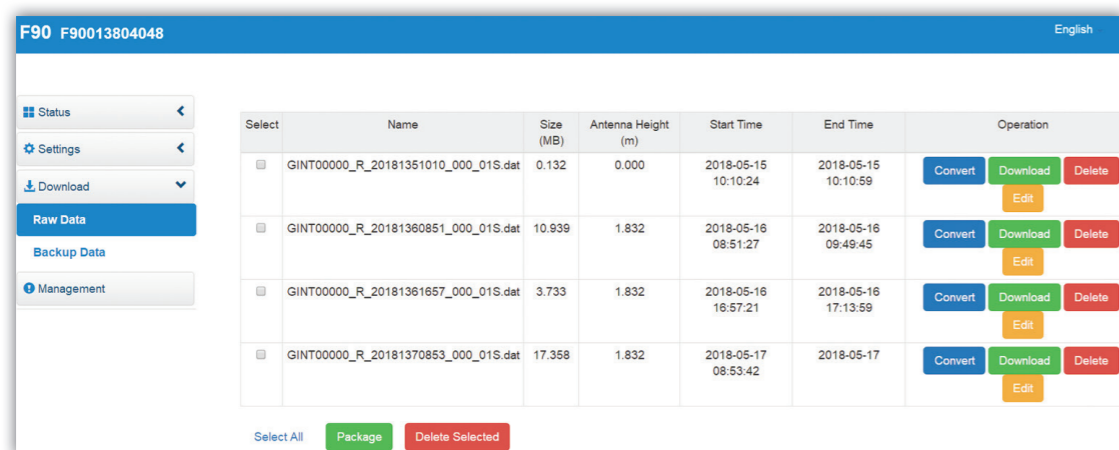 F90 F90013804048
English
Status
Settings
Download
Raw Data
Backup Data
Management
Select Name Size Antenna Height Start Time End Time Operation
(MB) (m)
GINT00000_R_20181351010_000_01S.dat 0.132 0.000 2018-05-15 2018-05-15 Convert Download Delete
10:10:24 10:10:59
Edit
GINT00000_R_20181360851_000_01S.dat 10.939 1.832 2018-05-16 2018-05-16 Convert Download Delete
08:51:27 09:49:45
Edit
GINT00000_R_20181361657_000_01S.dat 3.733 1.832 2018-05-16 2018-05-16 Convert Download Delete
16:57:21 17:13:59
Edit
GINT00000_R_20181370853_000_01S.dat 17.358 1.832 2018-05-17 2018-05-17 Convert Download Delete
08:53:42
Edit
Select All Package Delete Selected